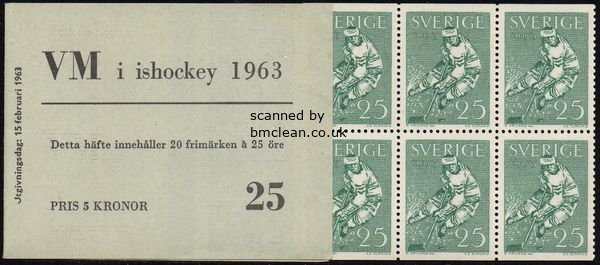 Utgivningsdag: 15 februari 1963
VM i ishockey 1963
scanned by
bmclean.co.uk
Detta häfte innehåller 20 frimärken à 25 öre
PRIS 5 KRONOR
25
SVERIGE
SVERIGE
SVERIGE
25
25
25
SVERIGE
SVERIGE
SVERIGE
25
25
25